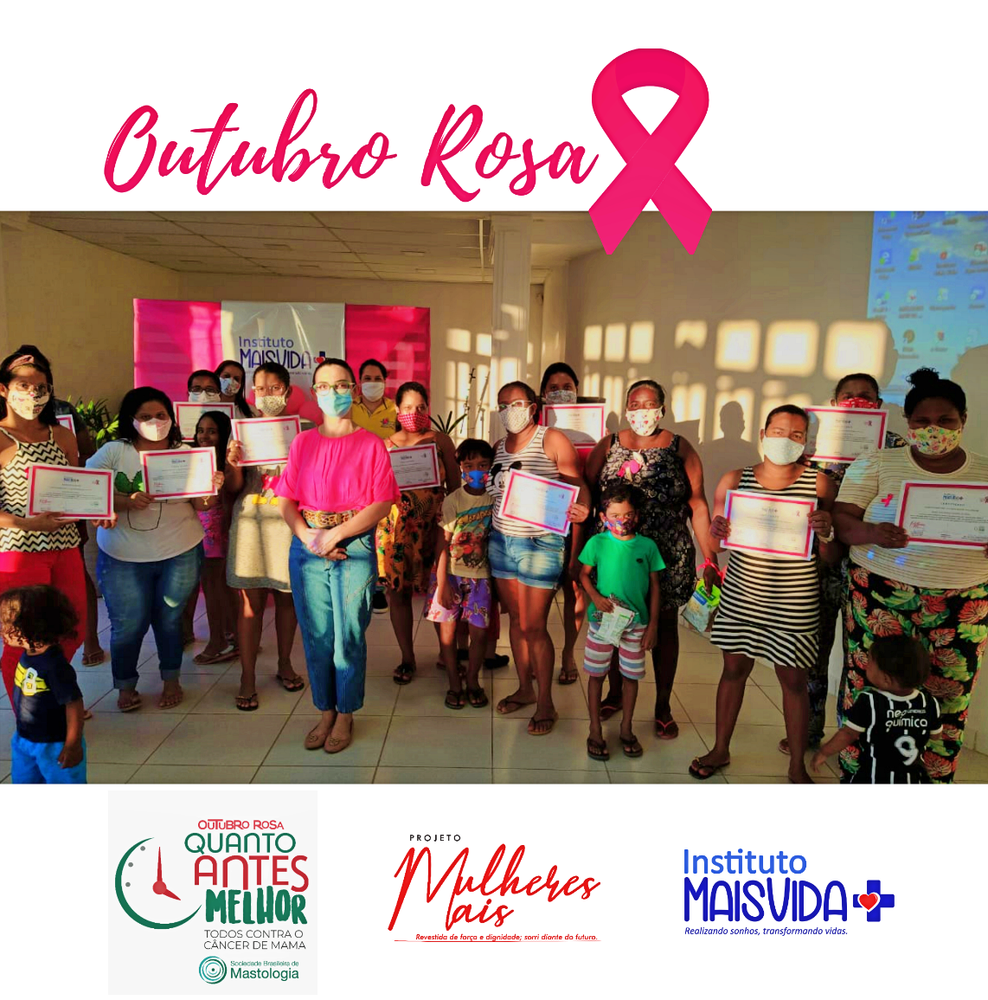 Outubro Rosa
Instituto
MAISVIDA
neo
química
9
OUTUBRO ROSA
QUANTO
ANTES
MELHOR
TODOS CONTRA O
CÂNCER DE MAMA
Sociedade Brasileira de
Mastologia
PROJETO
Mulheres
Mais
Revestida de força e dignidade; sorri diante do futuro.
Instituto
MAISVIDA
Realizando sonhos, transformando vidas.